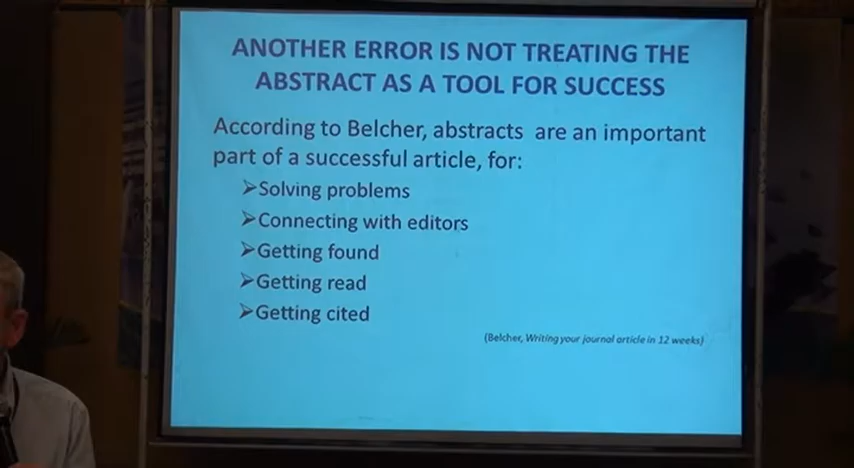 ANOTHER ERROR IS NOT TREATING THE
ABSTRACT AS A TOOL FOR SUCCESS
According to Belcher, abstracts are an important
part of a successful article, for:
➢Solving problems
➢Connecting with editors
➢Getting found
➢Getting read
➢Getting cited
(Belcher, Writing your journal article in 12 weeks)